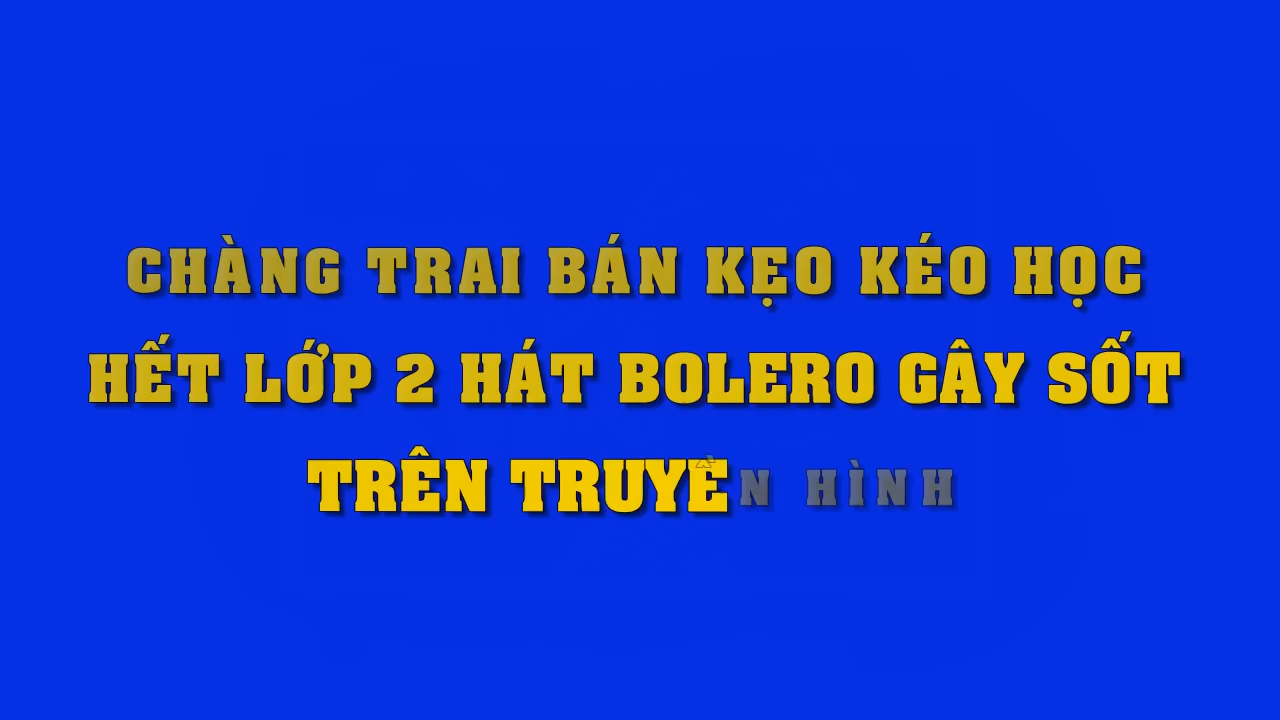 CHÀNG TRAI BÁN KẸO KÉO HỌC
HẾT LỚP 2 HÁT BOLERO GÂY SỐT
TRÊN TRUYỀN HÌNH